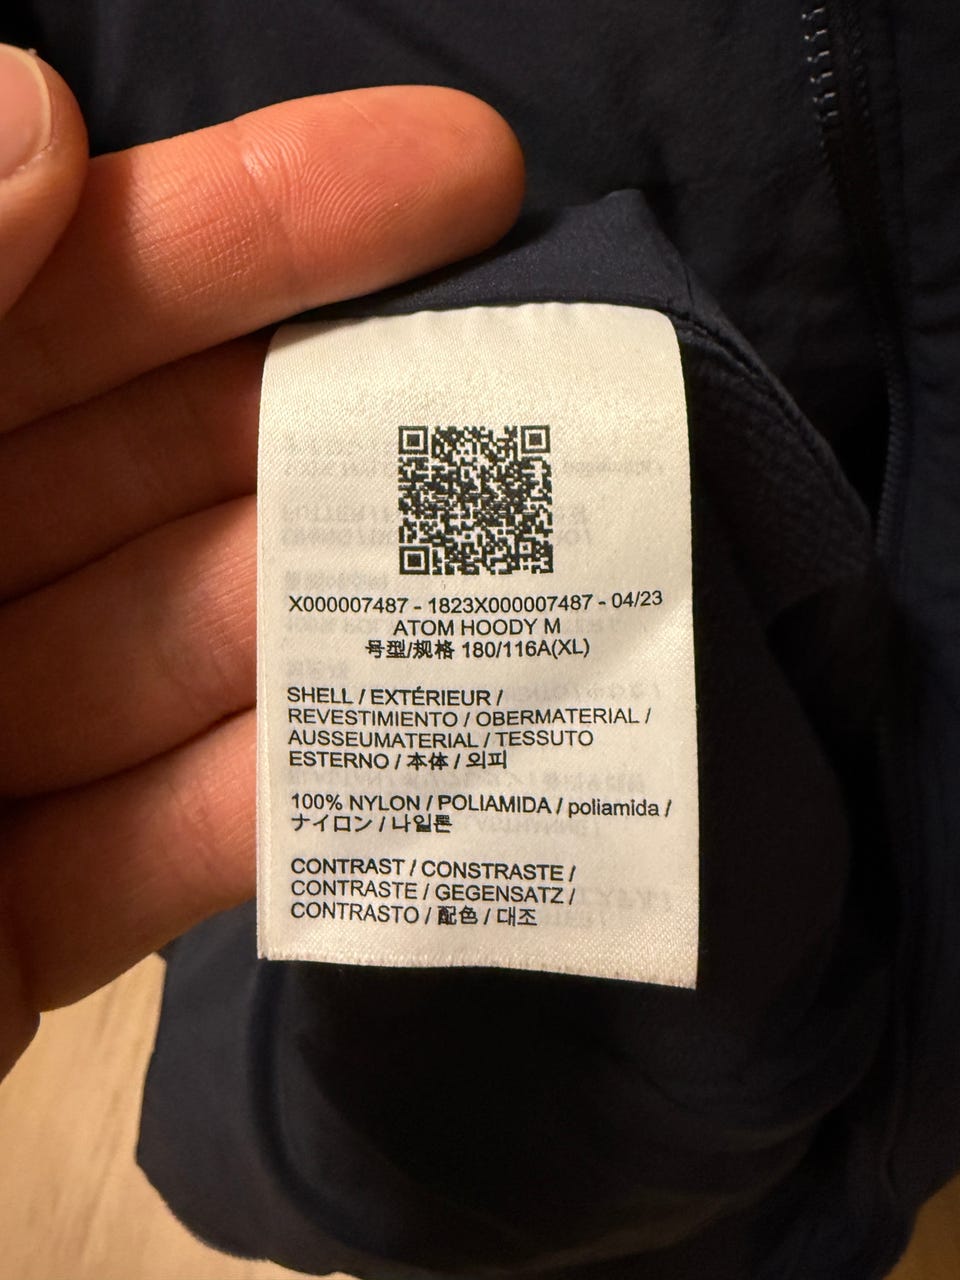 X000007487 - 1823X000007487 - 04/23
ATOM HOODY M
号型/规格 180/116A(XL)
SHELL / EXTÉRIEUR /
REVESTIMIENTO / OBERMATERIAL /
AUSSEUMATERIAL / TESSUTO
ESTERNO / 本体 / 외피
100% NYLON / POLIAMIDA / poliamida /
ナイロン / 나일론
CONTRAST / CONSTRASTE /
CONTRASTE / GEGENSATZ /
CONTRASTO / 配色 / 대조